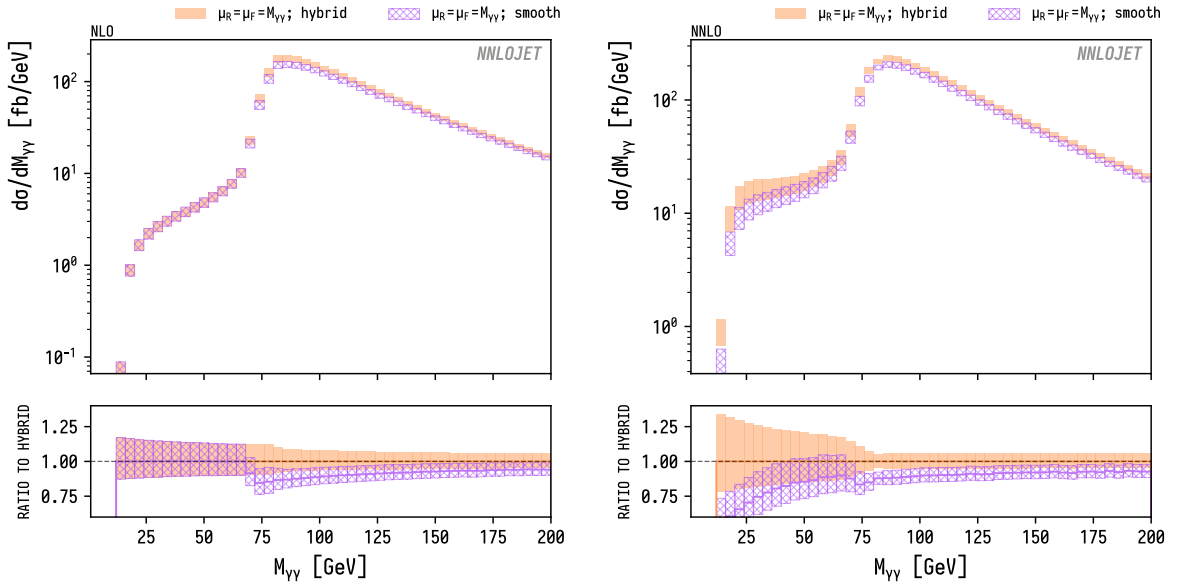 μR=μF=Mγγ; hybrid μR=μF=Mγγ; smooth
NLO
NNLOJET
dσ/dMγγ [fb/GeV]
10²
10¹
10⁰
10⁻¹
RATIO TO HYBRID
1.25
1.00
0.75
25 50 75 100 125 150 175 200
Mγγ [GeV]
μR=μF=Mγγ; hybrid μR=μF=Mγγ; smooth
NNLO
NNLOJET
dσ/dMγγ [fb/GeV]
10²
10¹
10⁰
RATIO TO HYBRID
1.25
1.00
0.75
25 50 75 100 125 150 175 200
Mγγ [GeV]